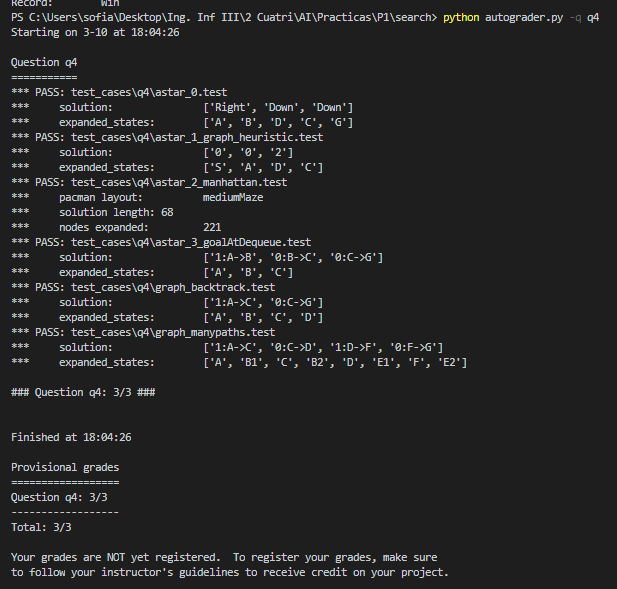 Record: Win
PS C:\Users\sofia\Desktop\Ing. Inf III\2 Cuatri\AI\Practicas\P1\search> python autograder.py -q q4
Starting on 3-10 at 18:04:26
Question q4
===========
*** PASS: test_cases\q4\astar_0.test
*** solution: ['Right', 'Down', 'Down']
*** expanded_states: ['A', 'B', 'D', 'C', 'G']
*** PASS: test_cases\q4\astar_1_graph_heuristic.test
*** solution: ['0', '0', '2']
*** expanded_states: ['S', 'A', 'D', 'C']
*** PASS: test_cases\q4\astar_2_manhattan.test
*** pacman layout: mediumMaze
*** solution length: 68
*** nodes expanded: 221
*** PASS: test_cases\q4\astar_3_goalAtDequeue.test
*** solution: ['1:A->B', '0:B->C', '0:C->G']
*** expanded_states: ['A', 'B', 'C']
*** PASS: test_cases\q4\graph_backtrack.test
*** solution: ['1:A->C', '0:C->G']
*** expanded_states: ['A', 'B', 'C', 'D']
*** PASS: test_cases\q4\graph_manypaths.test
*** solution: ['1:A->C', '0:C->D', '1:D->F', '0:F->G']
*** expanded_states: ['A', 'B1', 'C', 'B2', 'D', 'E1', 'F', 'E2']
### Question q4: 3/3 ###
Finished at 18:04:26
Provisional grades
==================
Question q4: 3/3
------------------
Total: 3/3
Your grades are NOT yet registered. To register your grades, make sure
to follow your instructor's guidelines to receive credit on your project.